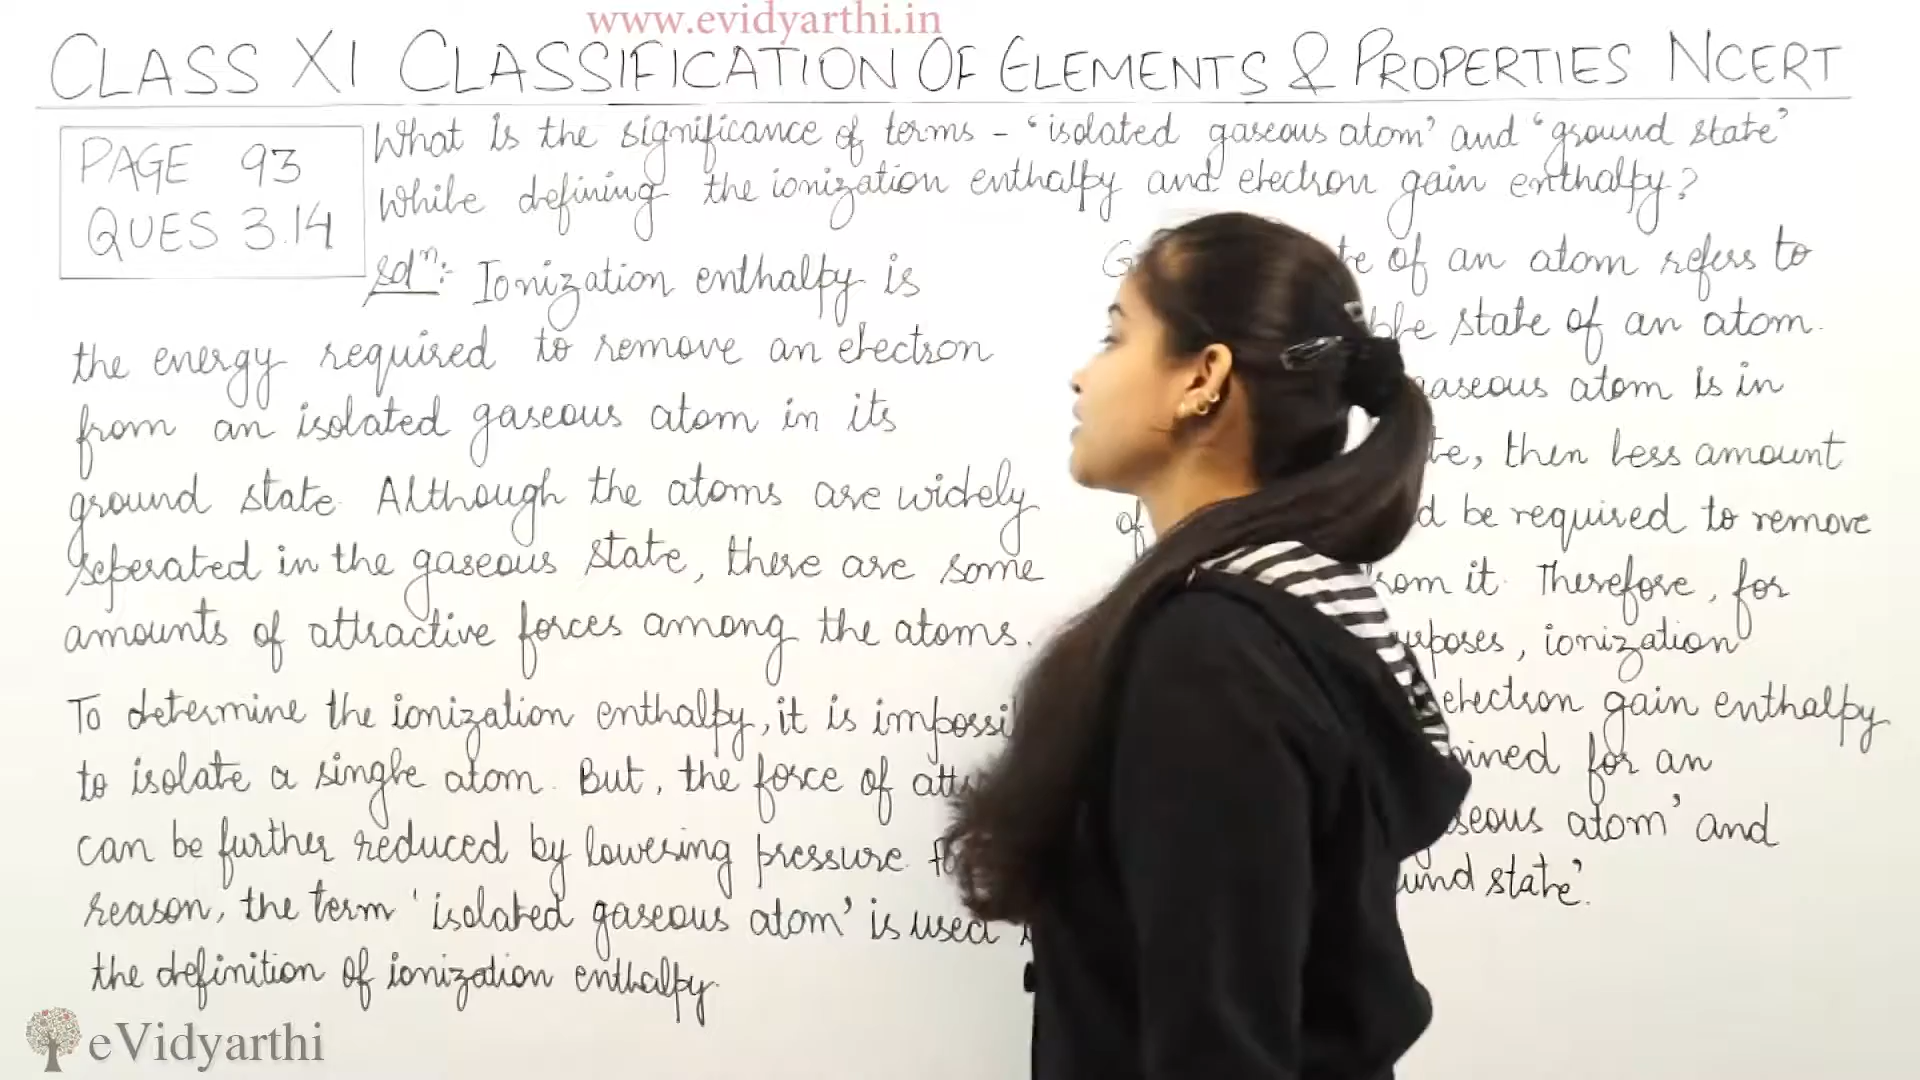 www.evidyarthi.in
CLASS XI CLASSIFICATION OF ELEMENTS & PROPERTIES NCERT
PAGE 93
QUES 3.14
What is the significance of terms - 'isolated gaseous atom' and 'ground state'
while defining the ionization enthalpy and electron gain enthalpy?
Solⁿ:- Ionization enthalpy is
the energy required to remove an electron
from an isolated gaseous atom in its
ground state. Although the atoms are widely
seperated in the gaseous state, there are some
amounts of attractive forces among the atoms.
To determine the ionization enthalpy, it is
to isolate a single atom. But, the force of
can be further reduced by lowering pressure.
reason, the term 'isolated gaseous atom' is used
the definition of ionization enthalpy.
of an atom refers to
state of an atom.
gaseous atom is in
then less amount
of be required to remove
it. Therefore, for
ionization
electron gain enthalpy
for an
atom' and
state'.
eVidyarthi